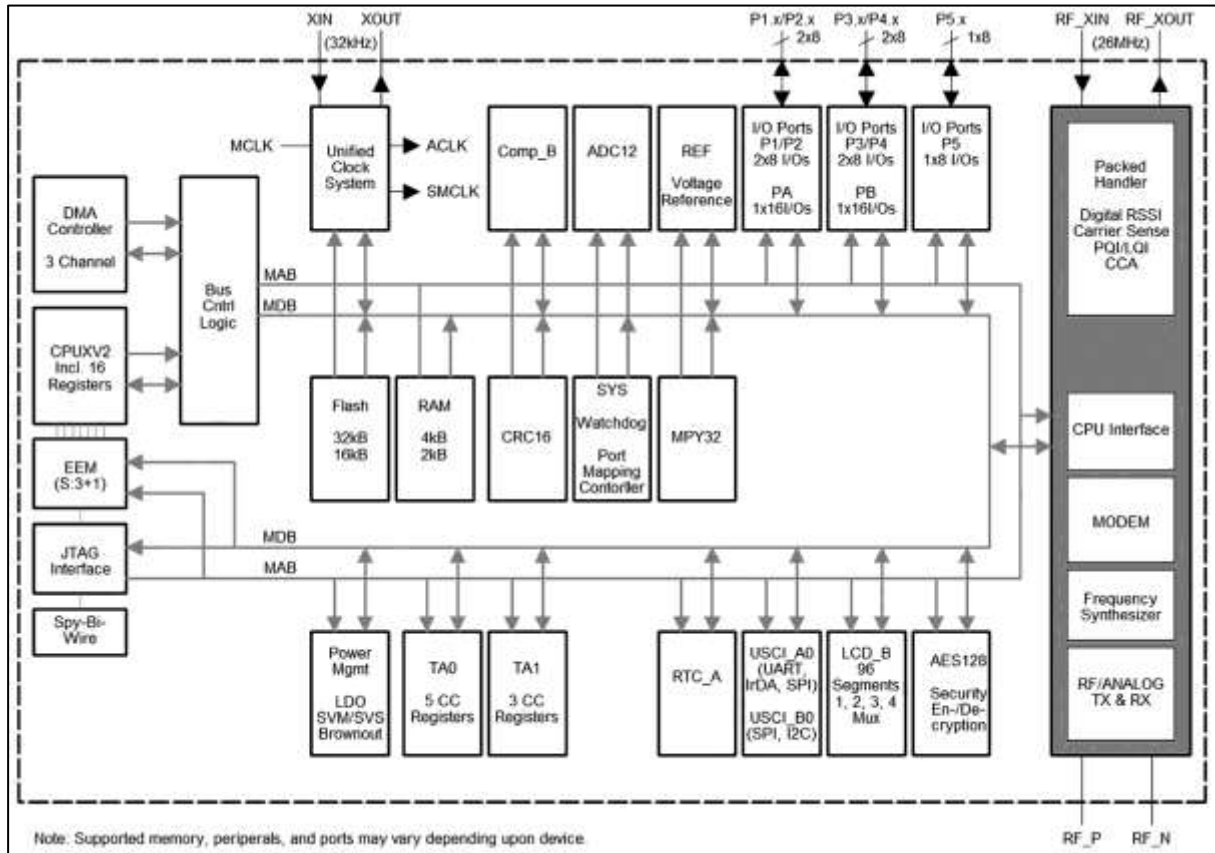 XIN XOUT
(32kHz)
P1.x/P2.x
2x8
P3.x/P4.x
2x8
P5.x
1x8
RF_XIN RF_XOUT
(26MHz)
MCLK
Unified
Clock
System
ACLK
SMCLK
Comp_B
ADC12
REF
Voltage
Reference
I/O Ports
P1/P2
2x8 I/Os
PA
1x16I/Os
I/O Ports
P3/P4
2x8 I/Os
PB
1x16I/Os
I/O Ports
P5
1x8 I/Os
Packed
Handler
Digital RSSI
Carrier Sense
PQI/LQI
CCA
DMA
Controller
3 Channel
Bus
Cntrl
Logic
MAB
MDB
CPUXV2
Incl. 16
Registers
Flash
32kB
16kB
RAM
4kB
2kB
CRC16
SYS
Watchdog
Port
Mapping
Contorller
MPY32
CPU Interface
EEM
(S:3+1)
MODEM
JTAG
Interface
MDB
MAB
Frequency
Synthesizer
Spy-Bi-
Wire
Power
Mgmt
LDO
SVM/SVS
Brownout
TA0
5 CC
Registers
TA1
3 CC
Registers
RTC_A
USCI_A0
(UART,
IrDA, SPI)
USCI_B0
(SPI, I2C)
LCD_B
96
Segments
1, 2, 3, 4
Mux
AES128
Security
En-/De-
cryption
RF/ANALOG
TX & RX
RF_P RF_N
Note. Supported memory, periperals, and ports may vary depending upon device.